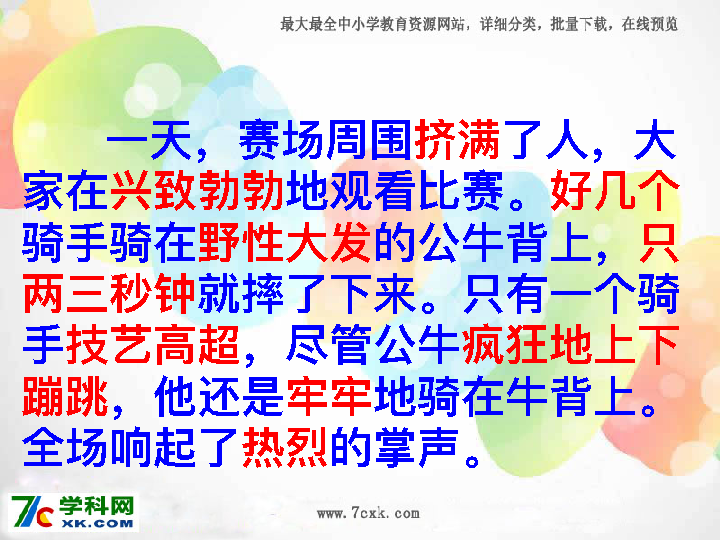 最大最全中小学教育资源网站，详细分类，批量下载，在线预览
一天，赛场周围挤满了人，大
家在兴致勃勃地观看比赛。好几个
骑手骑在野性大发的公牛背上，只
两三秒钟就摔了下来。只有一个骑
手技艺高超，尽管公牛疯狂地上下
蹦跳，他还是牢牢地骑在牛背上。
全场响起了热烈的掌声。
7C 学科网
XK.COM
www.7cxk.com